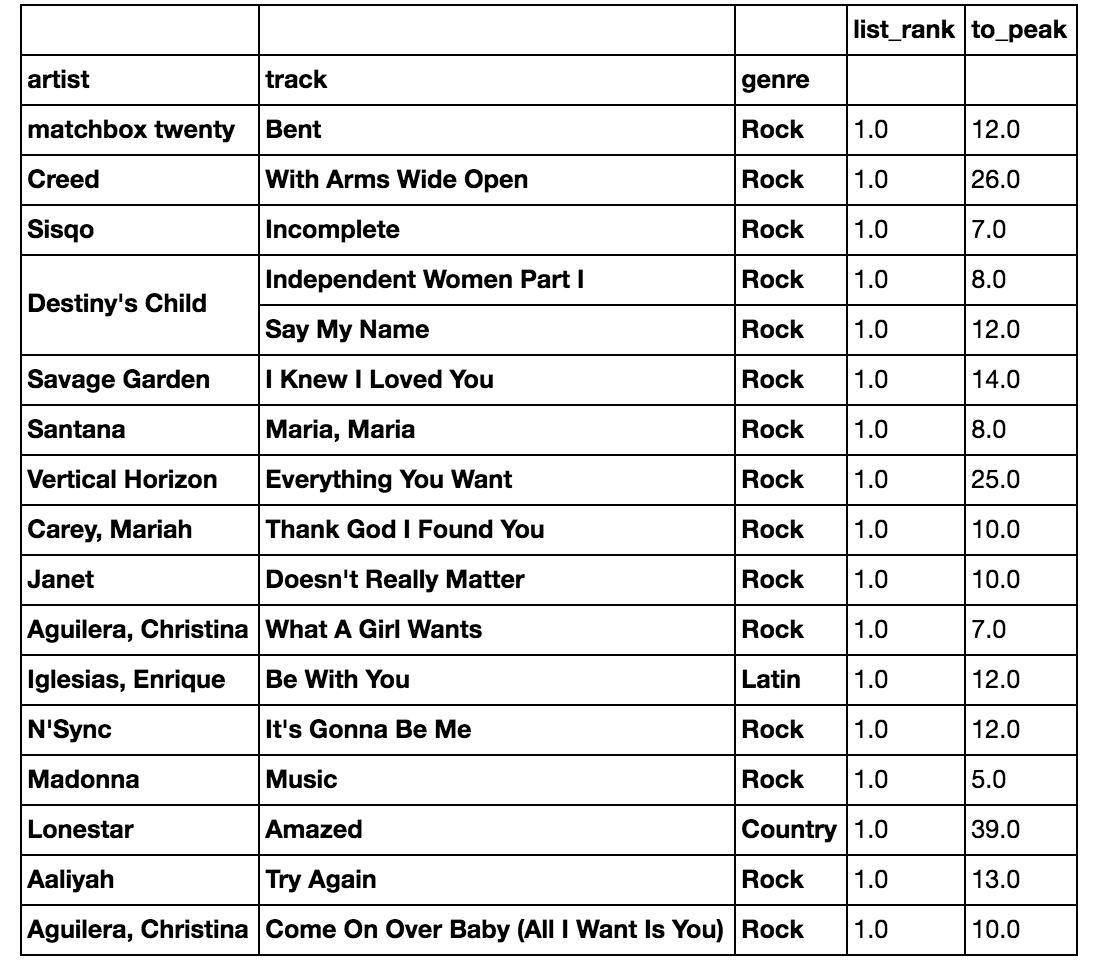 list_rank to_peak
artist track genre
matchbox twenty Bent Rock 1.0 12.0
Creed With Arms Wide Open Rock 1.0 26.0
Sisqo Incomplete Rock 1.0 7.0
Destiny's Child Independent Women Part I Rock 1.0 8.0
Say My Name Rock 1.0 12.0
Savage Garden I Knew I Loved You Rock 1.0 14.0
Santana Maria, Maria Rock 1.0 8.0
Vertical Horizon Everything You Want Rock 1.0 25.0
Carey, Mariah Thank God I Found You Rock 1.0 10.0
Janet Doesn't Really Matter Rock 1.0 10.0
Aguilera, Christina What A Girl Wants Rock 1.0 7.0
Iglesias, Enrique Be With You Latin 1.0 12.0
N'Sync It's Gonna Be Me Rock 1.0 12.0
Madonna Music Rock 1.0 5.0
Lonestar Amazed Country 1.0 39.0
Aaliyah Try Again Rock 1.0 13.0
Aguilera, Christina Come On Over Baby (All I Want Is You) Rock 1.0 10.0